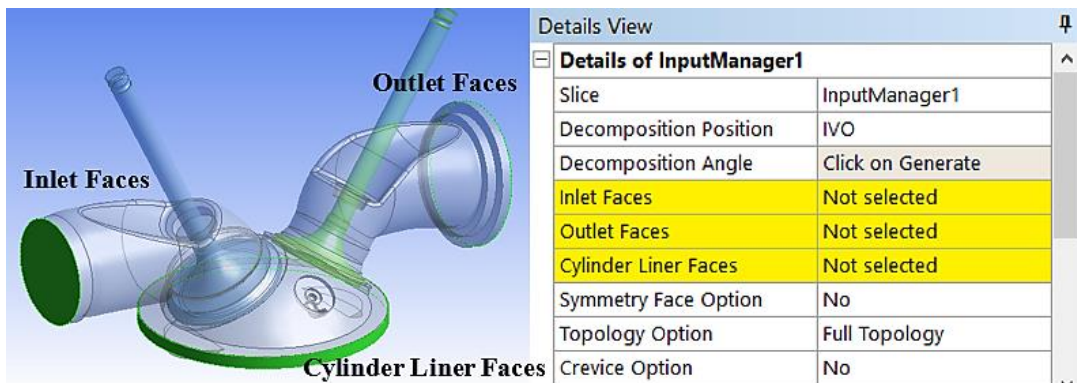 Outlet Faces
Inlet Faces
Cylinder Liner Faces
Details View
Details of InputManager1
Slice InputManager1
Decomposition Position IVO
Decomposition Angle Click on Generate
Inlet Faces Not selected
Outlet Faces Not selected
Cylinder Liner Faces Not selected
Symmetry Face Option No
Topology Option Full Topology
Crevice Option No